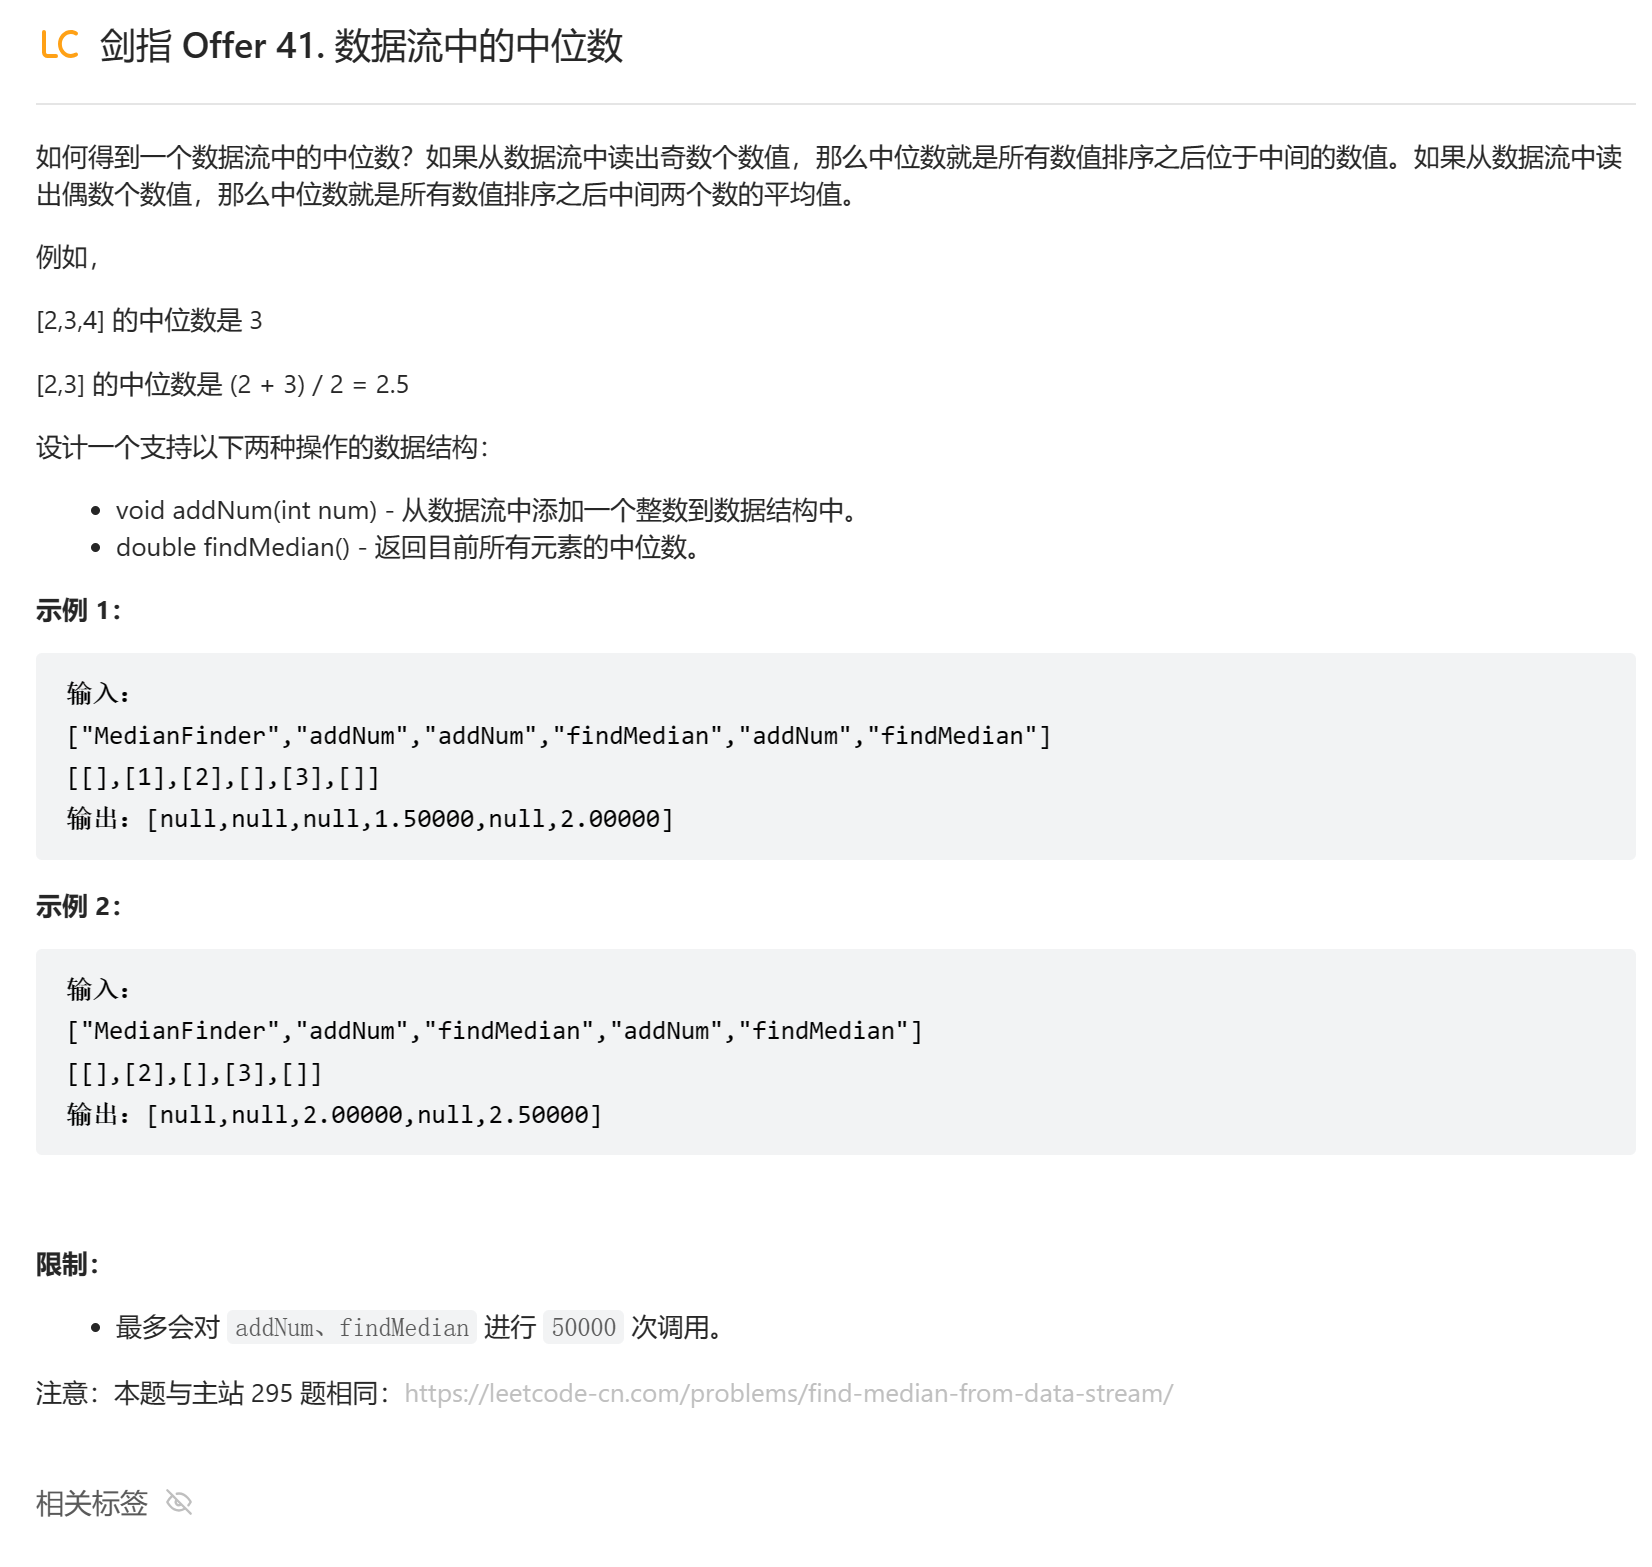 LC 剑指 Offer 41. 数据流中的中位数
如何得到一个数据流中的中位数？如果从数据流中读出奇数个数值，那么中位数就是所有数值排序之后位于中间的数值。如果从数据流中读
出偶数个数值，那么中位数就是所有数值排序之后中间两个数的平均值。
例如，
[2,3,4] 的中位数是 3
[2,3] 的中位数是 (2 + 3) / 2 = 2.5
设计一个支持以下两种操作的数据结构：
• void addNum(int num) - 从数据流中添加一个整数到数据结构中。
• double findMedian() - 返回目前所有元素的中位数。
示例 1：
输入：
["MedianFinder","addNum","addNum","findMedian","addNum","findMedian"]
[[],[1],[2],[],[3],[]]
输出：[null,null,null,1.50000,null,2.00000]
示例 2：
输入：
["MedianFinder","addNum","findMedian","addNum","findMedian"]
[[],[2],[],[3],[]]
输出：[null,null,2.00000,null,2.50000]
限制：
• 最多会对 addNum、findMedian 进行 50000 次调用。
注意：本题与主站 295 题相同：https://leetcode-cn.com/problems/find-median-from-data-stream/
相关标签